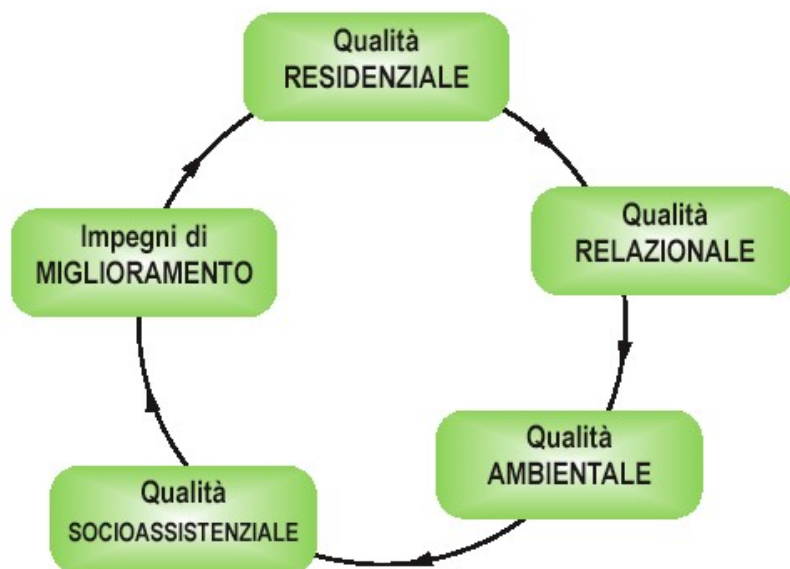 Qualità
RESIDENZIALE
Qualità
RELAZIONALE
Qualità
AMBIENTALE
Qualità
SOCIOASSISTENZIALE
Impegni di
MIGLIORAMENTO